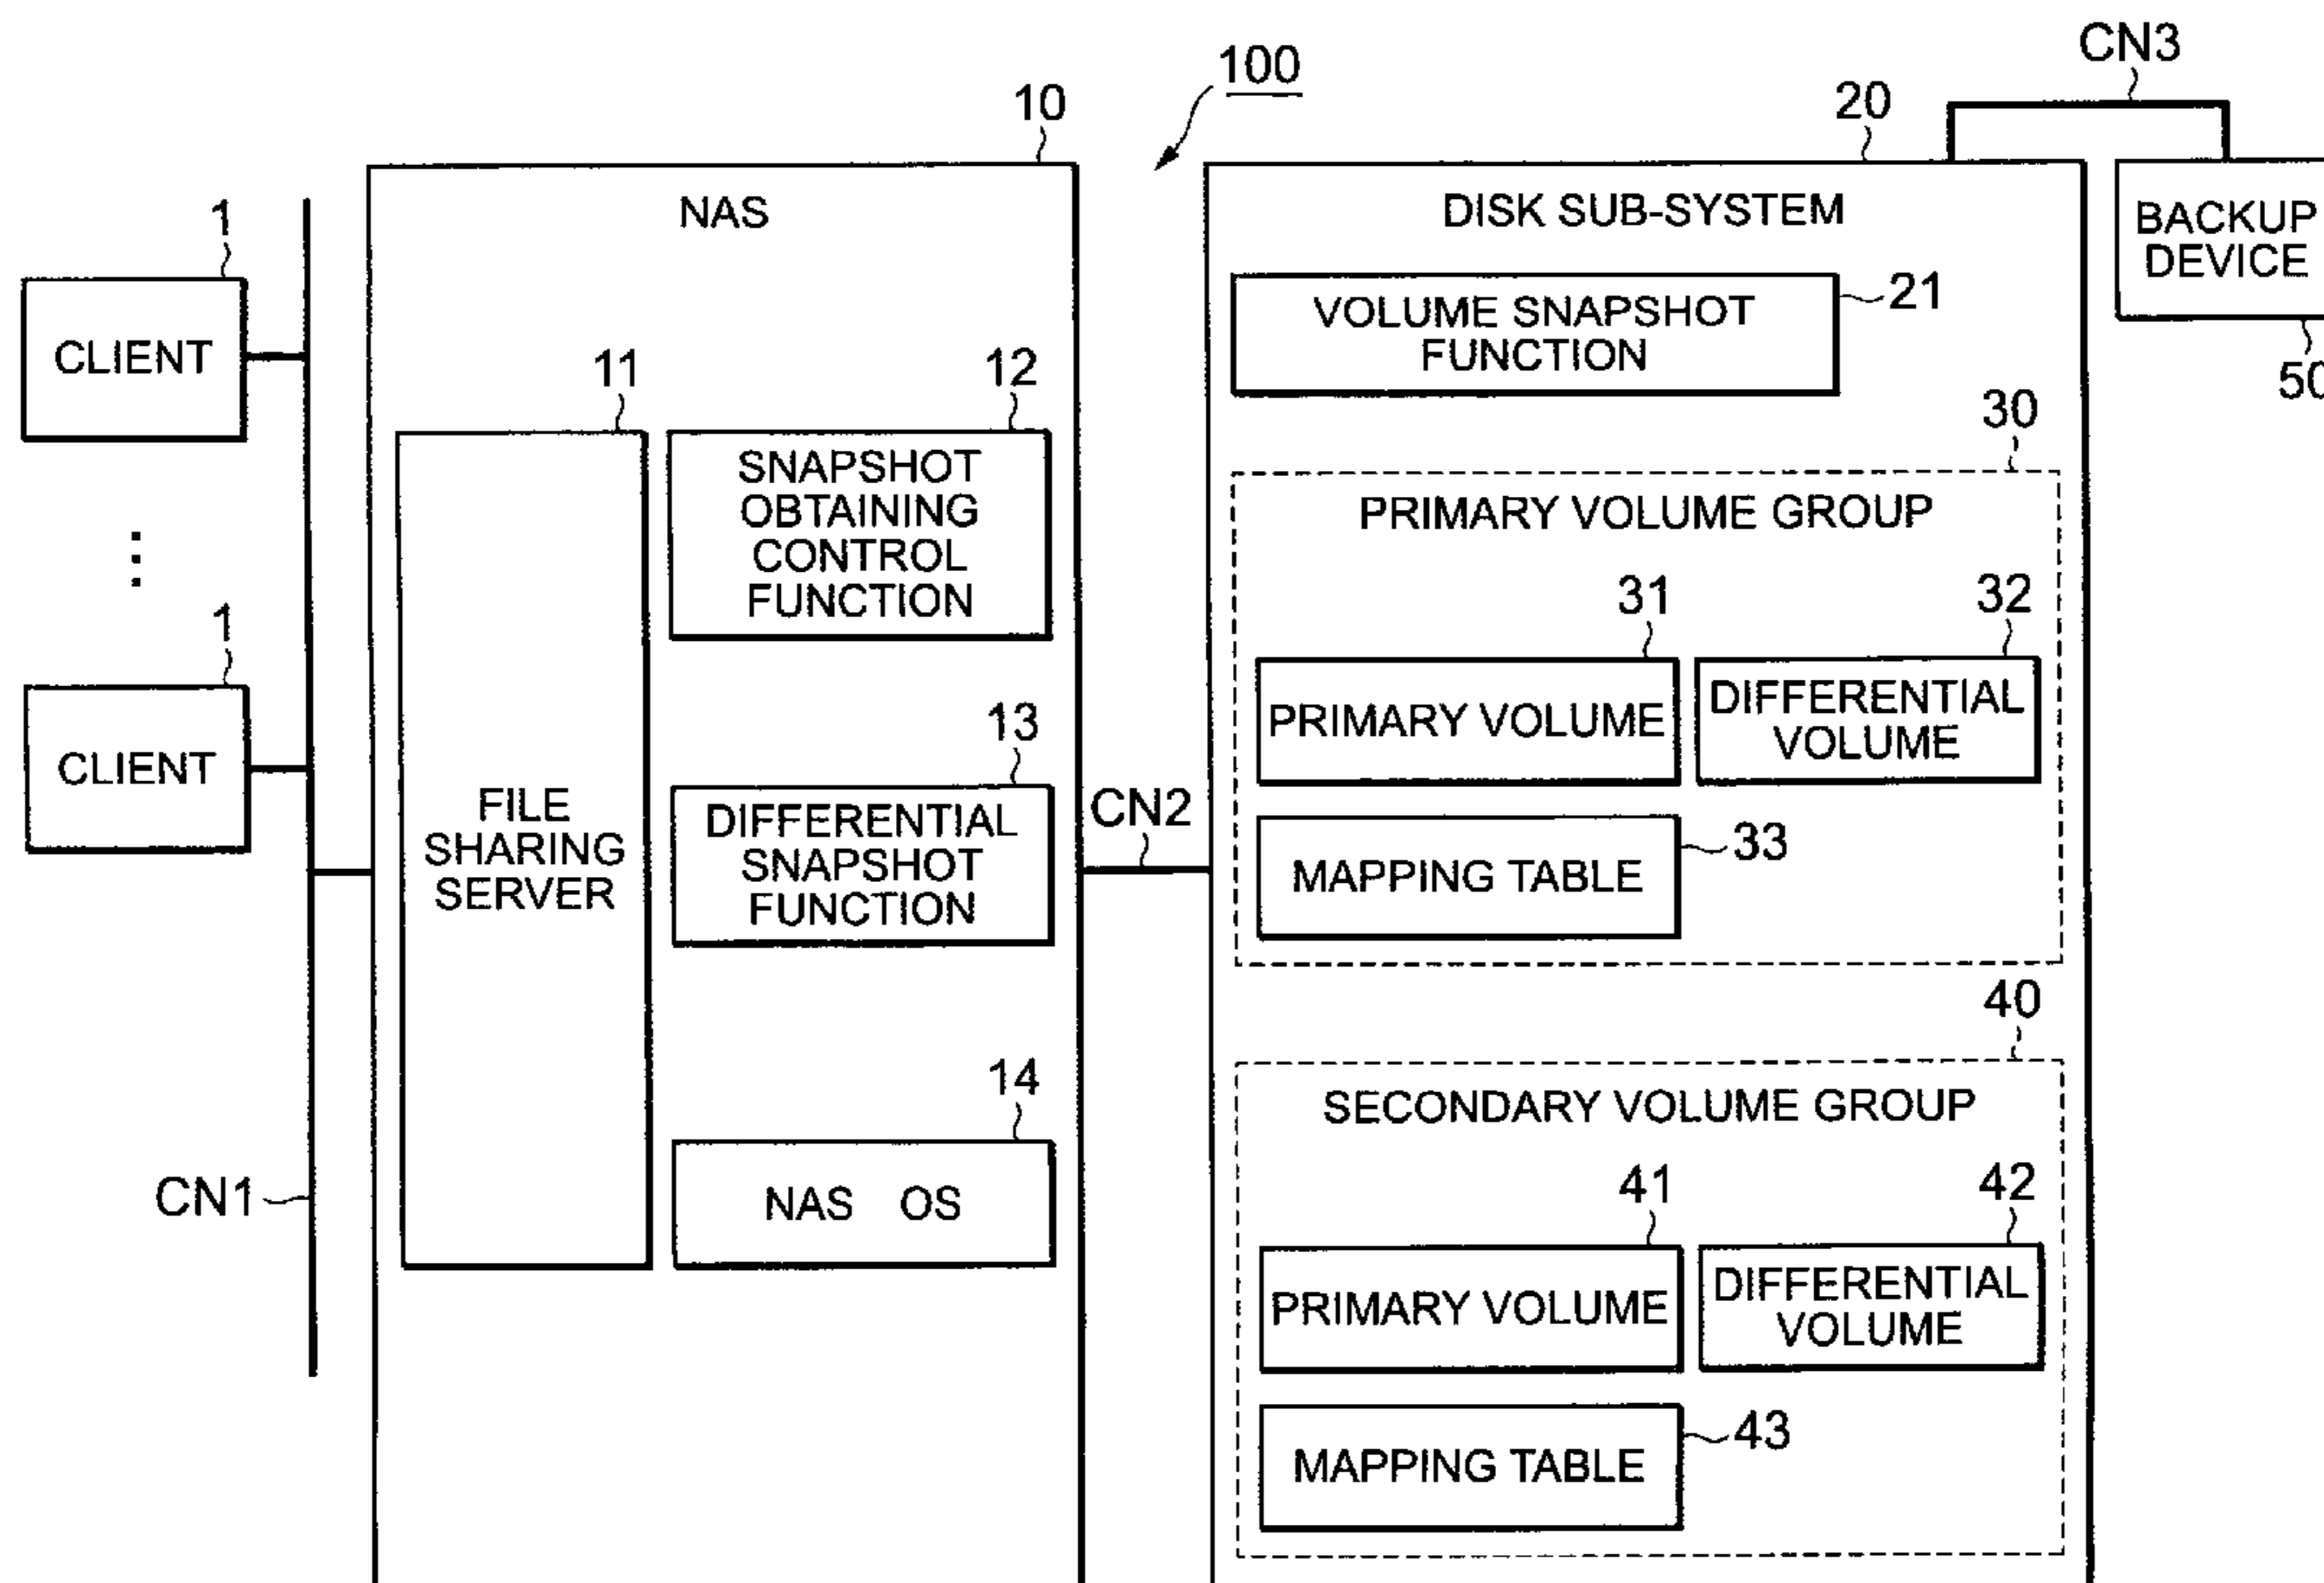 CN3
100
10
20
NAS
DISK SUB-SYSTEM
BACKUP
DEVICE
1
VOLUME SNAPSHOT
FUNCTION
21
50
CLIENT
11
12
30
SNAPSHOT
OBTAINING
CONTROL
FUNCTION
PRIMARY VOLUME GROUP
1
31
32
CLIENT
13
PRIMARY VOLUME
DIFFERENTIAL
VOLUME
FILE
SHARING
SERVER
DIFFERENTIAL
SNAPSHOT
FUNCTION
CN2
MAPPING TABLE
33
40
14
SECONDARY VOLUME GROUP
CN1
NAS OS
41
42
PRIMARY VOLUME
DIFFERENTIAL
VOLUME
MAPPING TABLE
43